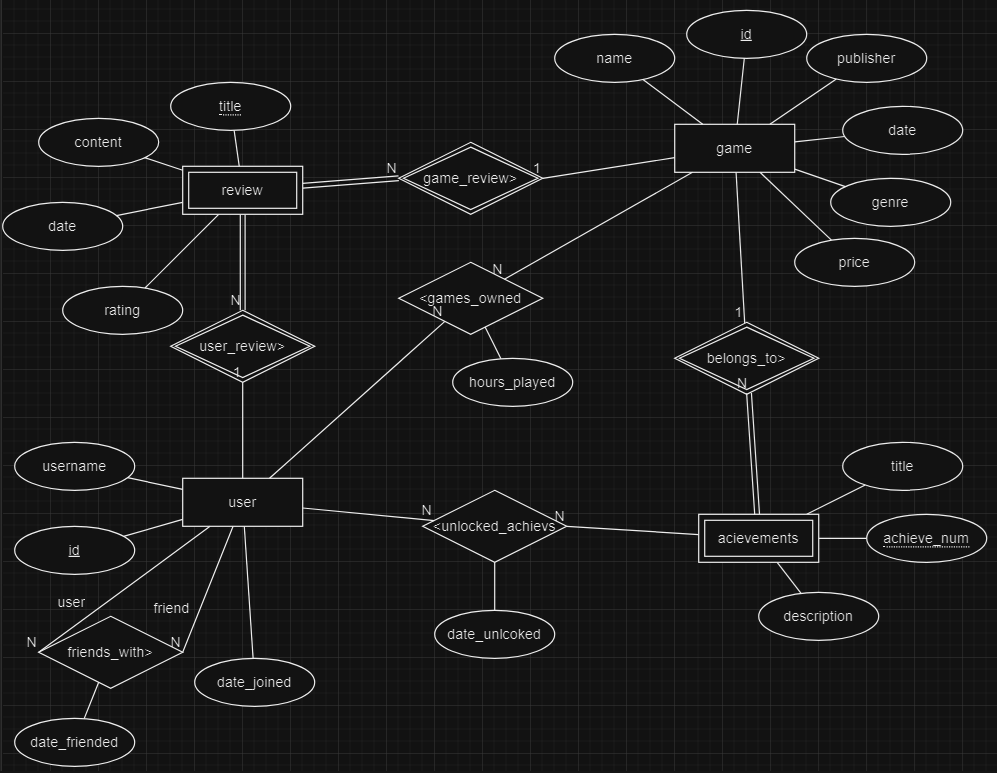 id
name
publisher
title
date
content
N
1
game
game_review>
review
genre
date
price
N
<games_owned
N
rating
N
1
user_review>
belongs_to>
1
N
hours_played
username
title
user
N
N
<unlocked_achievs
acievements
achieve_num
id
user
friend
description
date_unlcoked
N
N
friends_with>
date_joined
date_friended